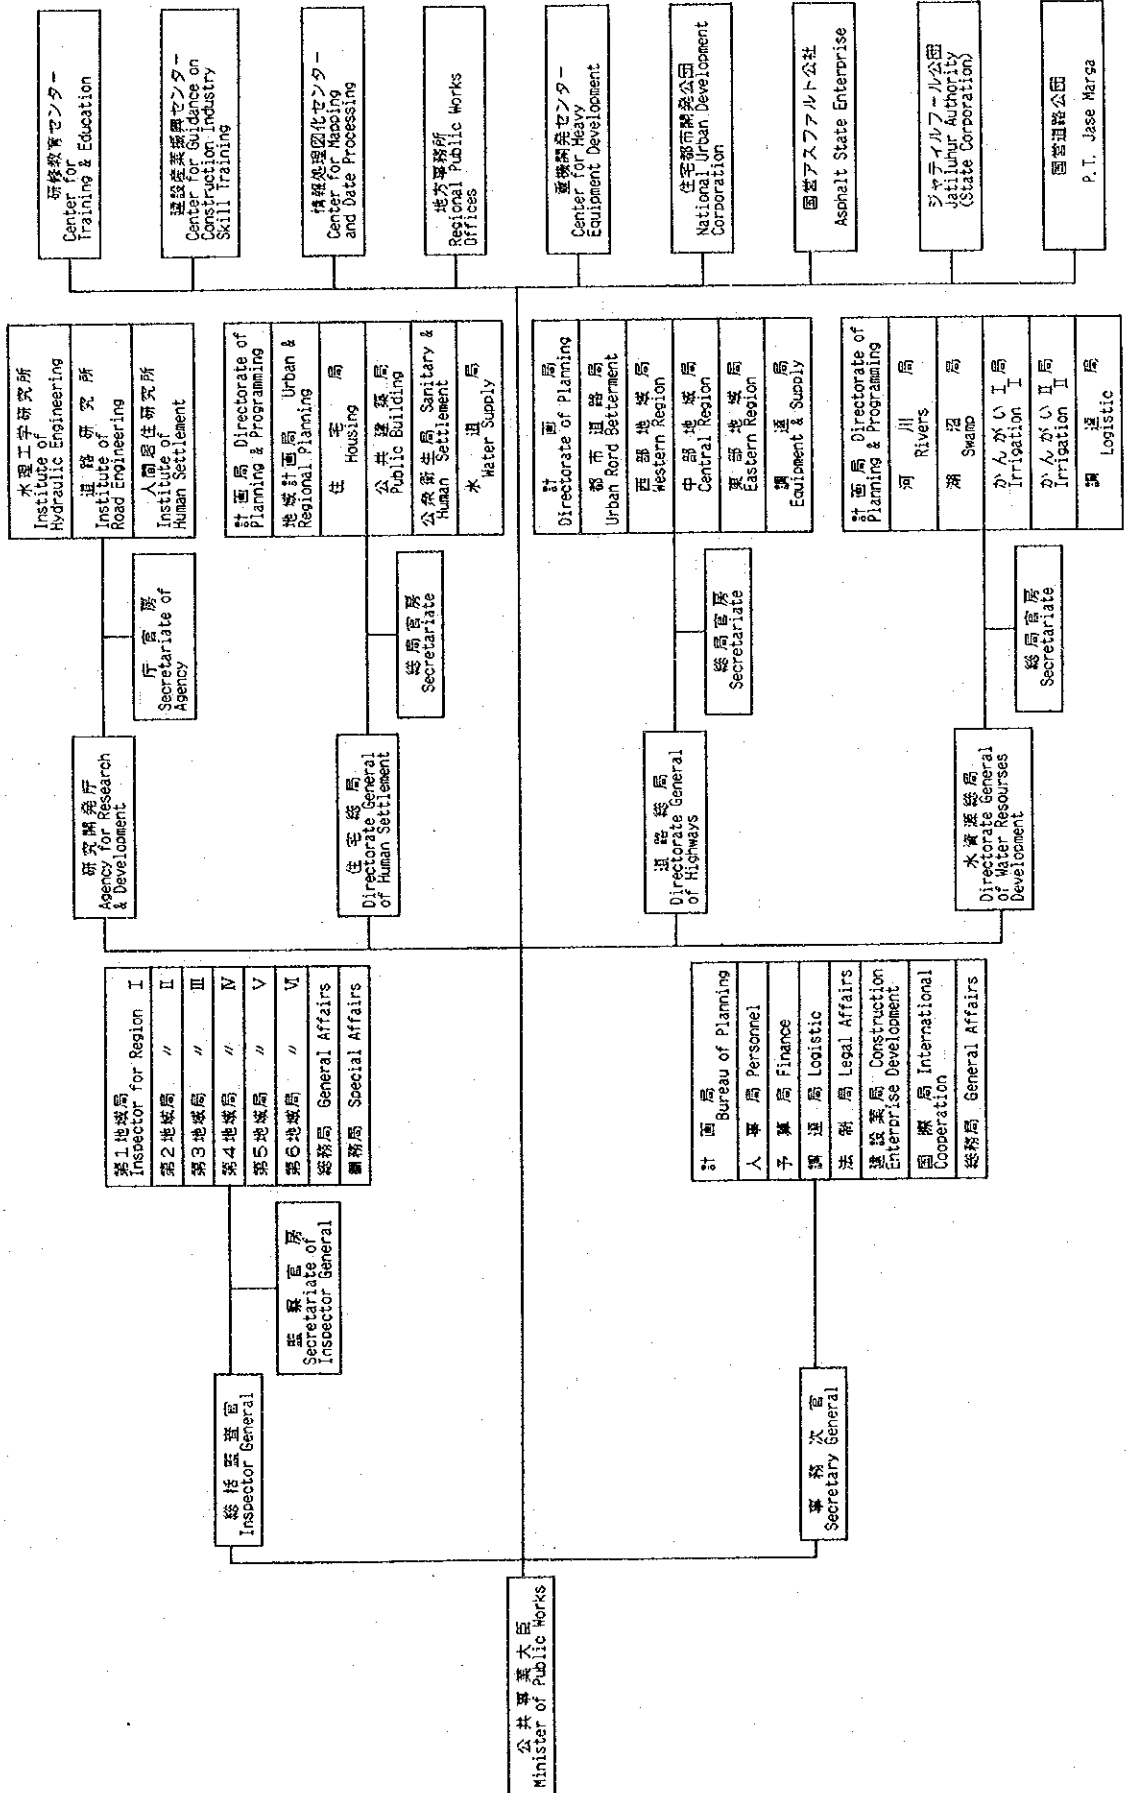 公共事業大臣
Minister of Public Works
総括監査官
Inspector General
事務次官
Secretary General
監察官房
Secretariate of
Inspector General
第1地域局
Inspector for Region I
第2地域局 〃 II
第3地域局 〃 III
第4地域局 〃 IV
第5地域局 〃 V
第6地域局 〃 VI
総務局 General Affairs
務局 Special Affairs
計画局
Bureau of Planning
人事局 Personnel
予算局 Finance
調達局 Logistic
法制局 Legal Affairs
建設業局 Construction
Enterprise Development
国際局 International
Cooperation
総務局 General Affairs
研究開発庁
Agency for Research
& Development
住宅総局
Directorate General
of Human Settlement
道路総局
Directorate General
of Highways
水資源総局
Directorate General
of Water Resourses
Development
庁官房
Secretariate of
Agency
総局官房
Secretariate
総局官房
Secretariate
総局官房
Secretariate
水理工学研究所
Institute of
Hydraulic Engineering
道路研究所
Institute of
Road Engineering
人間居住研究所
Institute of
Human Settlement
計画局 Directorate of
Planning & Programming
地域計画局 Urban &
Regional Planning
住宅局
Housing
公共建築局
Public Building
公衆衛生局 Sanitary &
Human Settlement
水道局
Water Supply
計画局
Directorate of Planning
都市道路局
Urban Rord Betterment
西部地域局
Western Region
中部地域局
Central Region
東部地域局
Eastern Region
調達局
Equipment & Supply
計画局 Directorate of
Planning & Programming
河川局
Rivers
湖沼局
Swamp
かんがいI局
Irrigation I
かんがいII局
Irrigation II
調達局
Logistic
研修教育センター
Center for
Training & Education
建設産業振興センター
Center for Guidance on
Construction Industry
Skill Training
情報処理図化センター
Center for Mapping
and Date Processing
地方事務所
Regional Public Works
Offices
重機開発センター
Center for Heavy
Equipment Development
住宅都市開発公団
National Urban Development
Corporation
国営アスファルト公社
Asphalt State Enterprise
ジャティルフール公団
Jatiluhur Authority
(State Corporation)
国営道路公団
P.T. Jase Marga